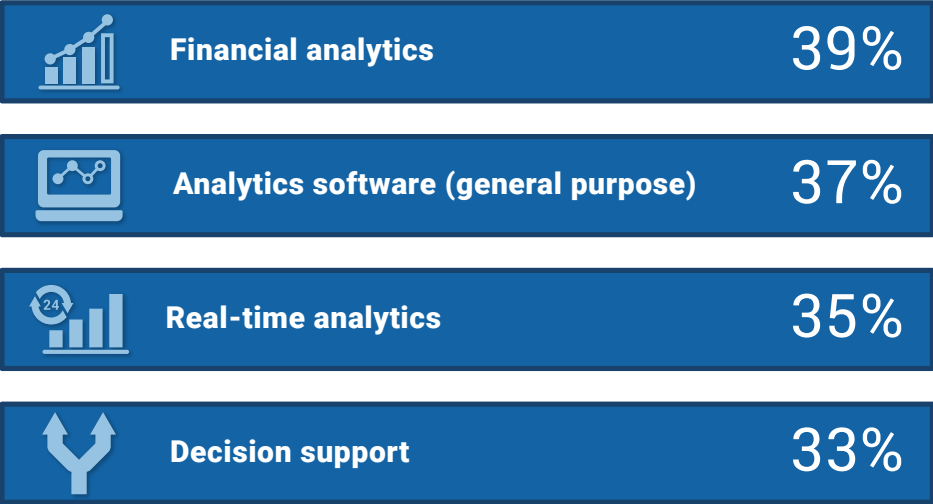 Financial analytics 39%
Analytics software (general purpose) 37%
24
Real-time analytics 35%
Decision support 33%